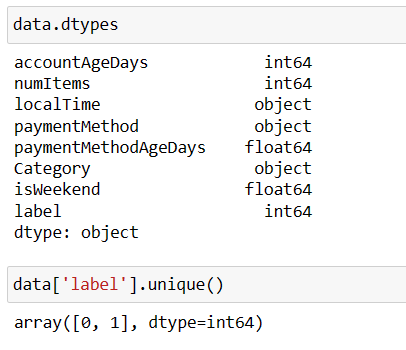 data.dtypes
accountAgeDays int64
numItems int64
localTime object
paymentMethod object
paymentMethodAgeDays float64
Category object
isWeekend float64
label int64
dtype: object
data['label'].unique()
array([0, 1], dtype=int64)